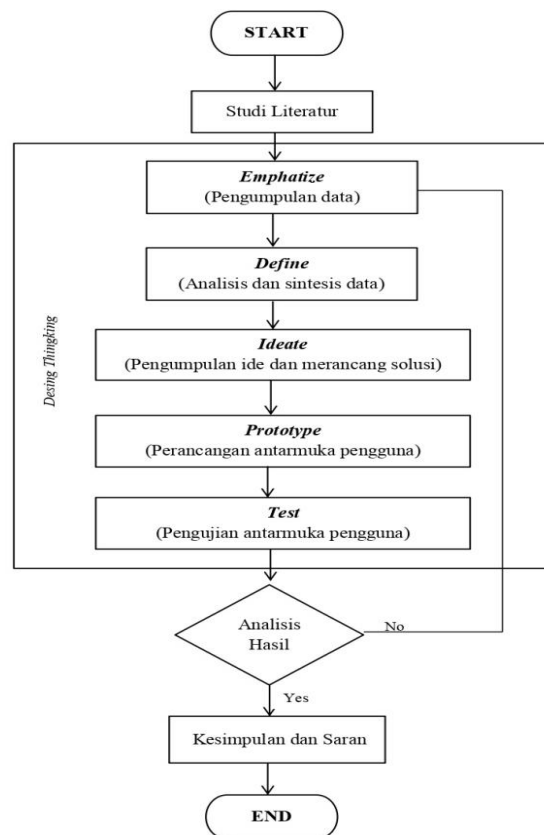 START
Studi Literatur
Emphatize
(Pengumpulan data)
Define
(Analisis dan sintesis data)
Ideate
(Pengumpulan ide dan merancang solusi)
Desing Thingking
Prototype
(Perancangan antarmuka pengguna)
Test
(Pengujian antarmuka pengguna)
Analisis
Hasil
No
Yes
Kesimpulan dan Saran
END